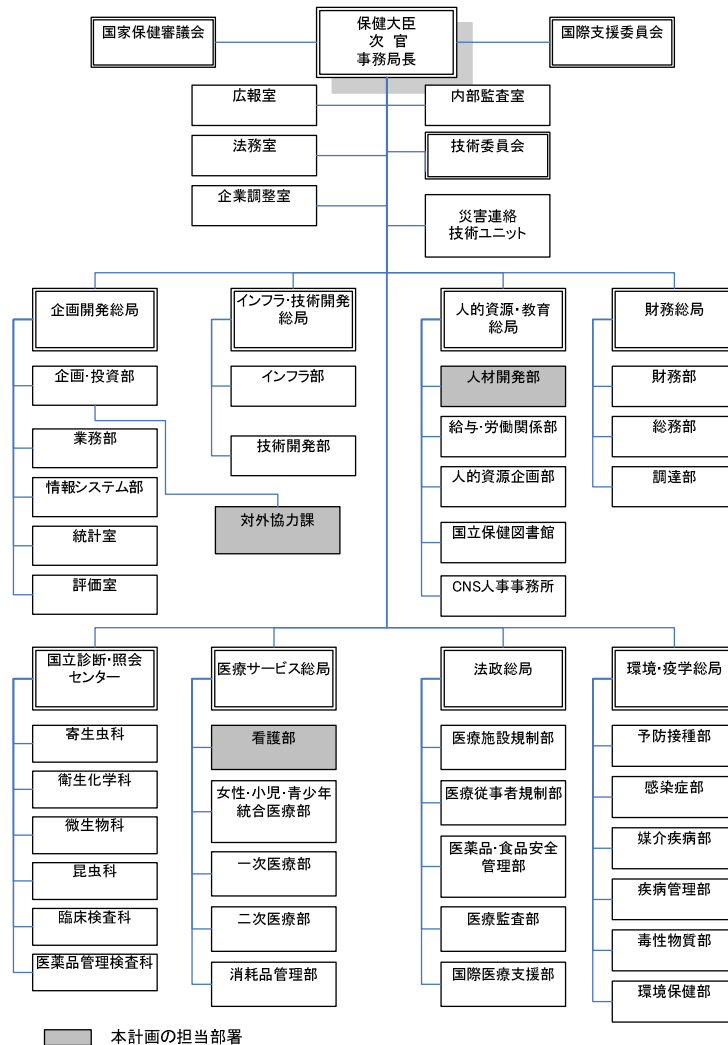 国家保健審議会
保健大臣
次 官
事務局長
国際支援委員会
広報室
内部監査室
法務室
技術委員会
企業調整室
災害連絡
技術ユニット
企画開発総局
インフラ・技術開発
総局
人的資源・教育
総局
財務総局
企画・投資部
業務部
情報システム部
統計室
評価室
インフラ部
技術開発部
対外協力課
人材開発部
給与・労働関係部
人的資源企画部
国立保健図書館
CNS人事事務所
財務部
総務部
調達部
国立診断・照会
センター
医療サービス総局
法政総局
環境・疫学総局
寄生虫科
衛生化学科
微生物科
昆虫科
臨床検査科
医薬品管理検査科
看護部
女性・小児・青少年
統合医療部
一次医療部
二次医療部
消耗品管理部
医療施設規制部
医療従事者規制部
医薬品・食品安全
管理部
医療監査部
国際医療支援部
予防接種部
感染症部
媒介疾病部
疾病管理部
毒性物質部
環境保健部
本計画の担当部署